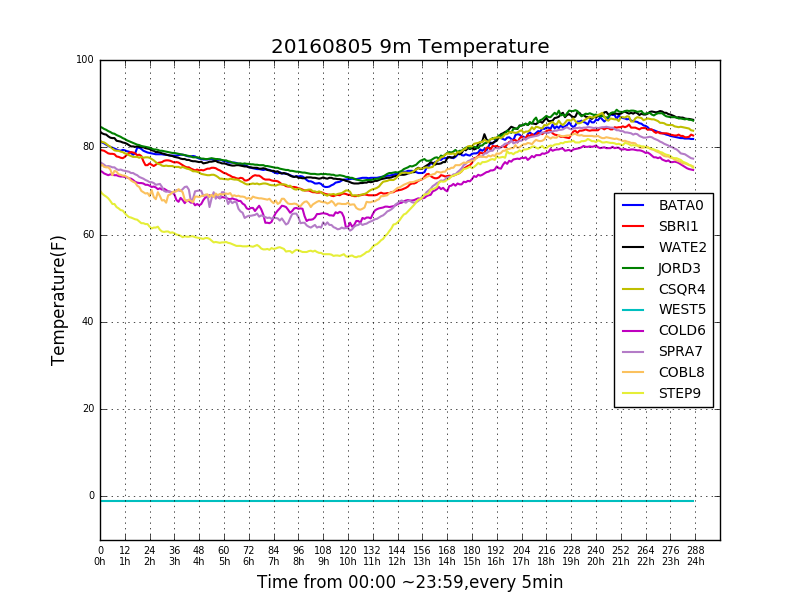 20160805 9m Temperature
Temperature(F)
100
80
60
40
20
0
BATA0
SBRI1
WATE2
JORD3
CSQR4
WEST5
COLD6
SPRA7
COBL8
STEP9
0 12 24 36 48 60 72 84 96 108 120 132 144 156 168 180 192 204 216 228 240 252 264 276 288
0h 1h 2h 3h 4h 5h 6h 7h 8h 9h 10h 11h 12h 13h 14h 15h 16h 17h 18h 19h 20h 21h 22h 23h 24h
Time from 00:00 ~23:59,every 5min